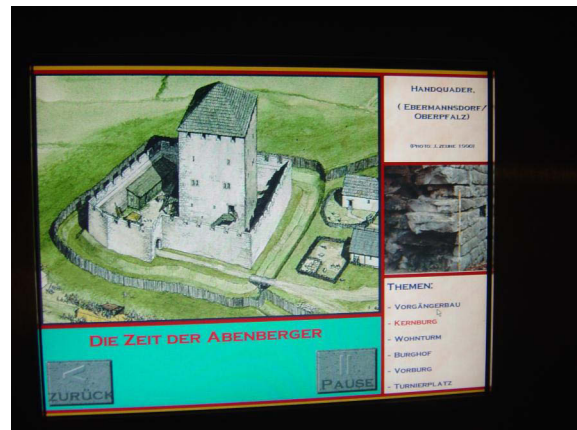 Handquader,
( Ebermannsdorf/
Oberpfalz)
Themen:
- Vorgängerbau
- Kernburg
- Wohnturm
- Burghof
- Vorburg
- Turnierplatz
Die Zeit der Abenberger
zurück
Pause